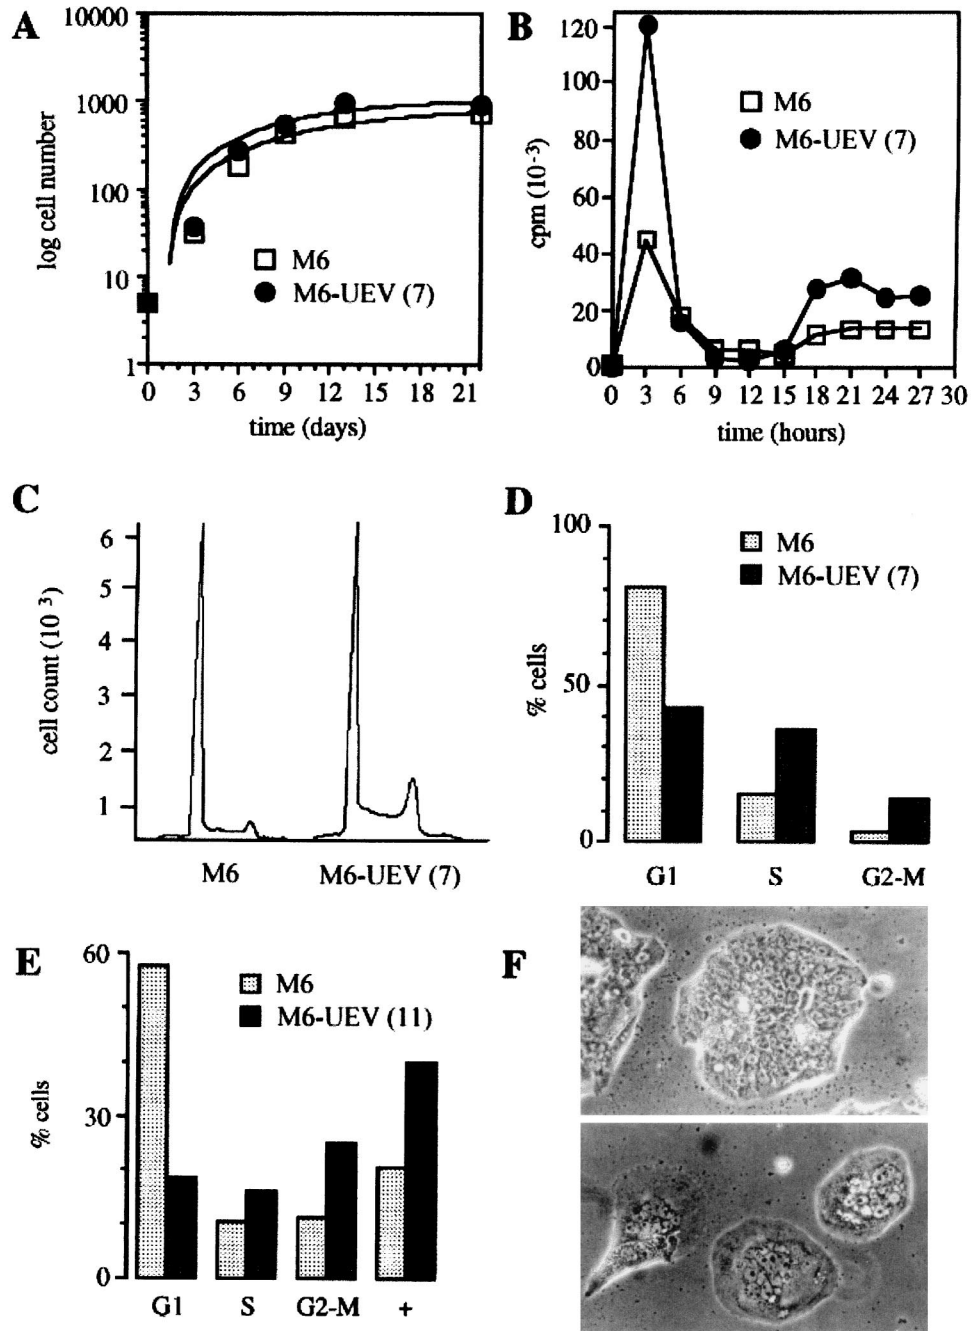 A
10000
1000
100
10
1
log cell number
M6
M6-UEV (7)
0 3 6 9 12 15 18 21
time (days)
B
120
100
80
60
40
20
0
cpm (10-3)
M6
M6-UEV (7)
0 3 6 9 12 15 18 21 24 27 30
time (hours)
C
6
5
4
3
2
1
cell count (10 3)
M6 M6-UEV (7)
D
100
50
0
% cells
M6
M6-UEV (7)
G1 S G2-M
E
60
30
0
% cells
M6
M6-UEV (11)
G1 S G2-M +
F